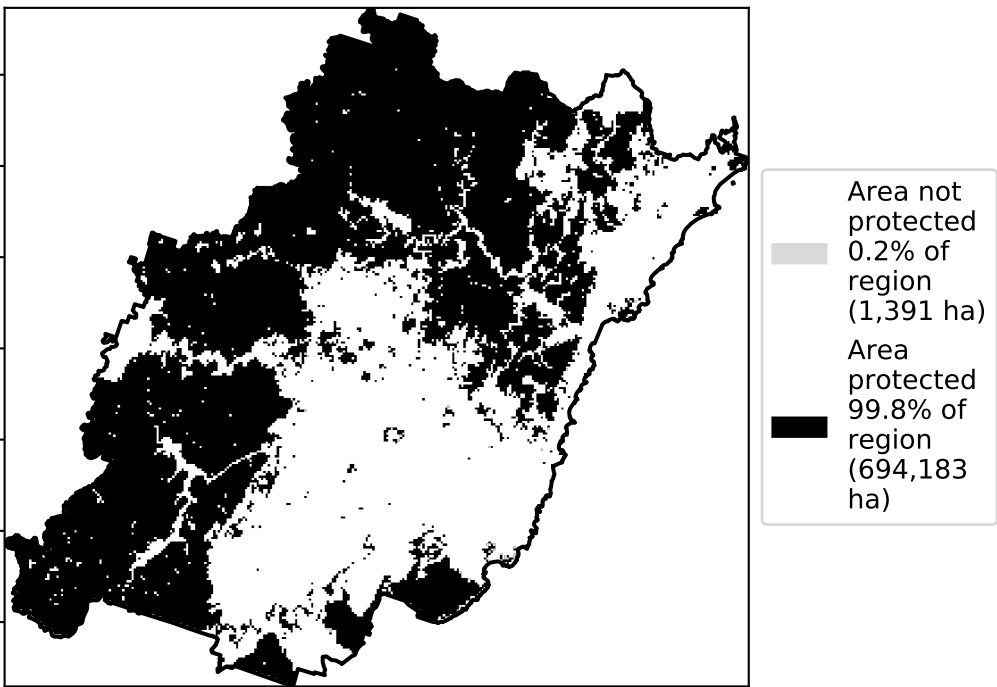 Area not
protected
0.2% of
region
(1,391 ha)
Area
protected
99.8% of
region
(694,183
ha)